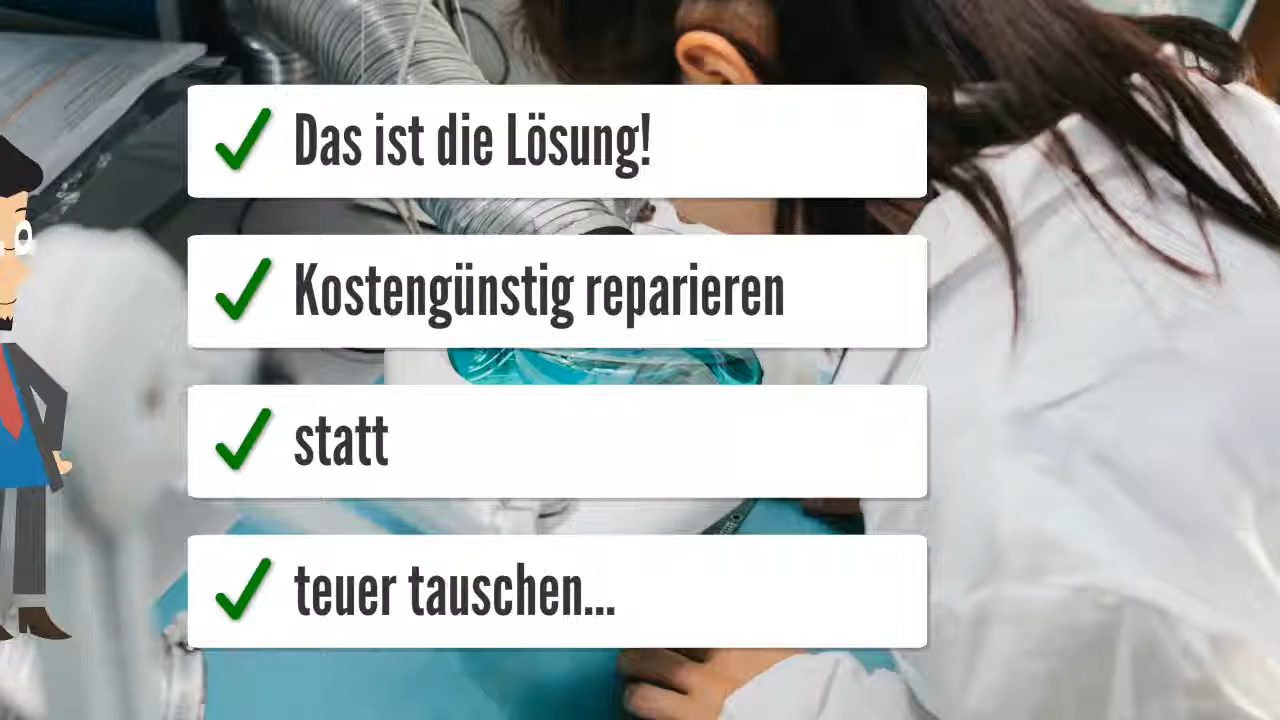 Das ist die Lösung!
Kostengünstig reparieren
statt
teuer tauschen...